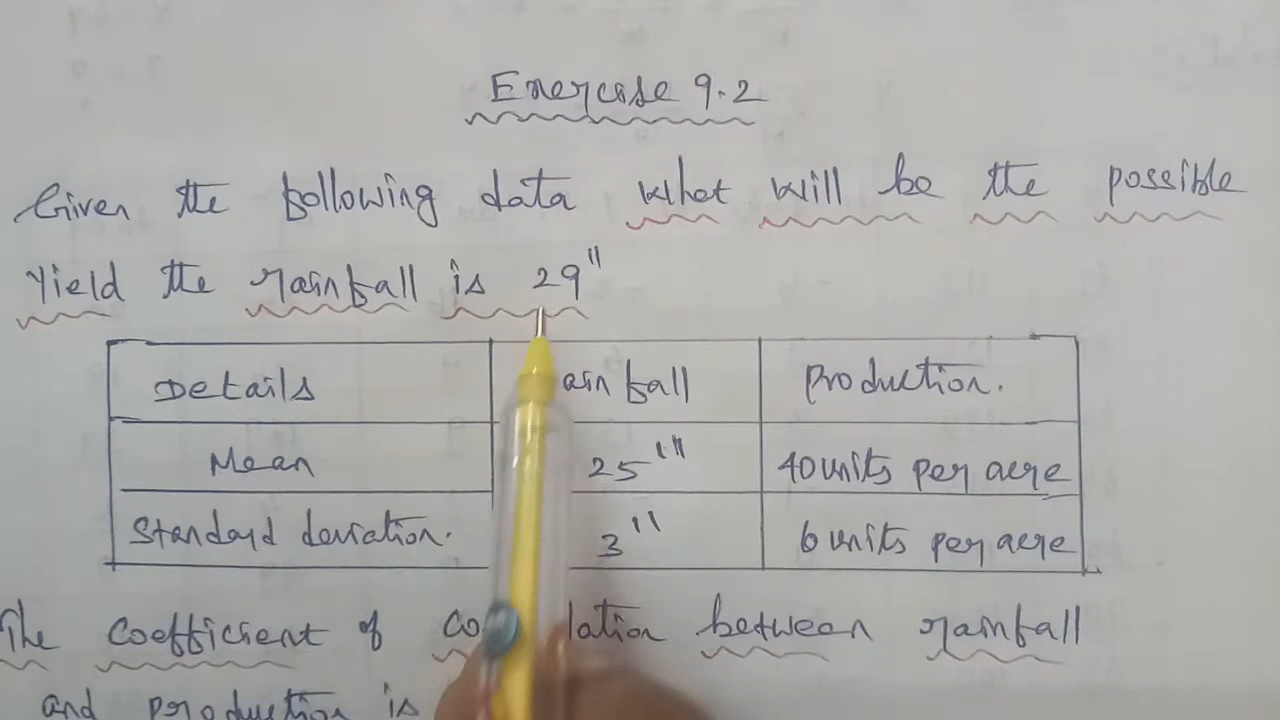 Exercise 9.2
Given the following data what will be the possible
Yield the rainfall is 29"
Details ainfall Production.
Mean 25" 40 units per acre
Standard deviation. 3" 6 units per acre
The coefficient of co lation between rainfall
and production is